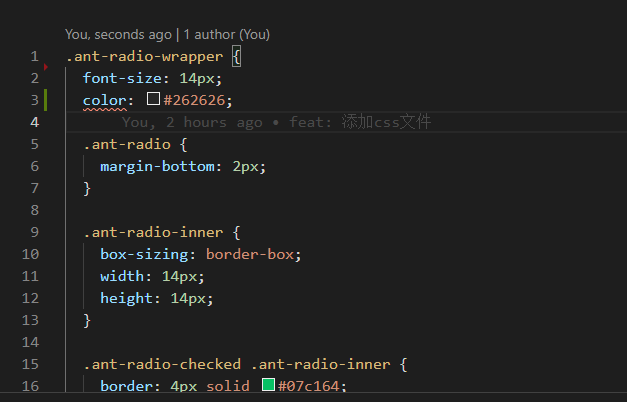 You, seconds ago | 1 author (You)
1 .ant-radio-wrapper {
2 font-size: 14px;
3 color: #262626;
4 You, 2 hours ago • feat: 添加css文件
5 .ant-radio {
6 margin-bottom: 2px;
7 }
8
9 .ant-radio-inner {
10 box-sizing: border-box;
11 width: 14px;
12 height: 14px;
13 }
14
15 .ant-radio-checked .ant-radio-inner {
16 border: 4px solid #07c164;